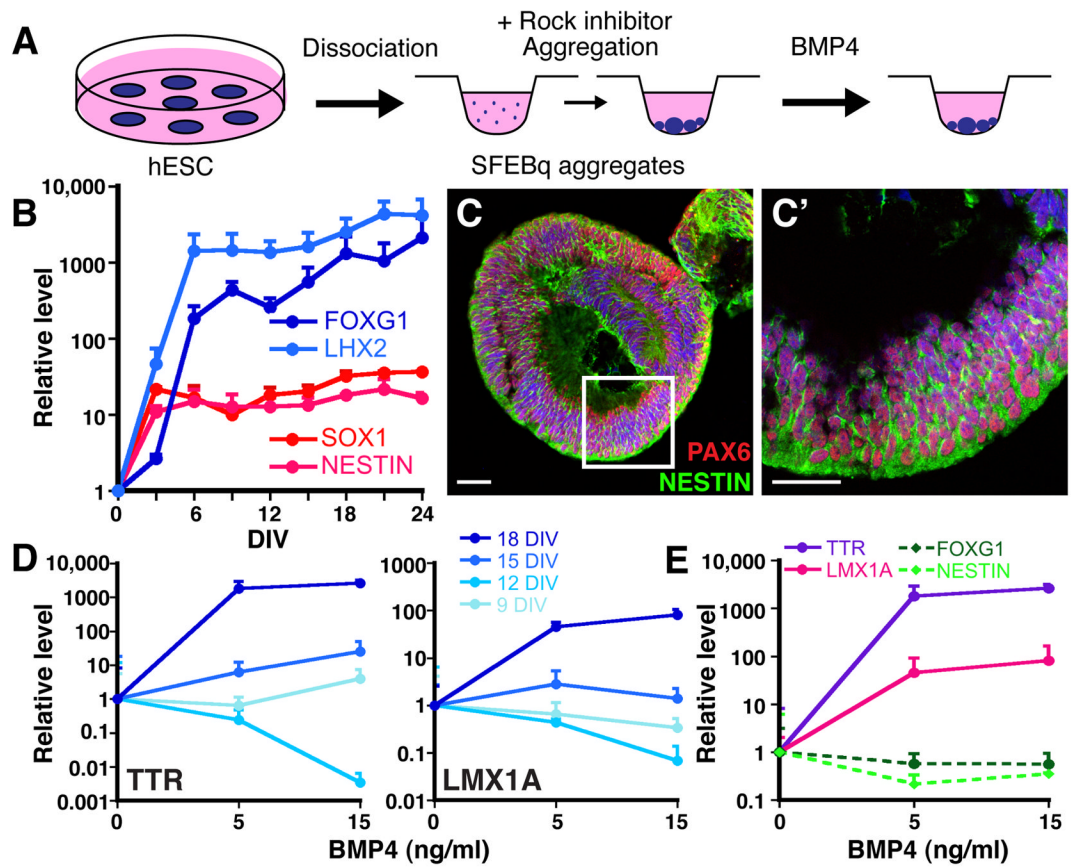 A
Dissociation
+ Rock inhibitor
Aggregation
BMP4
hESC
SFEBq aggregates
B
Relative level
10,000
1000
100
10
1
FOXG1
LHX2
SOX1
NESTIN
0
6
12
18
24
DIV
C
PAX6
NESTIN
C'
D
Relative level
10,000
1000
100
10
1
0.1
0.01
0.001
TTR
0
5
15
18 DIV
15 DIV
12 DIV
9 DIV
Relative level
1000
100
10
1
0.1
0.01
LMX1A
0
5
15
BMP4 (ng/ml)
E
TTR
LMX1A
FOXG1
NESTIN
Relative level
10,000
1000
100
10
1
0.1
0
5
15
BMP4 (ng/ml)